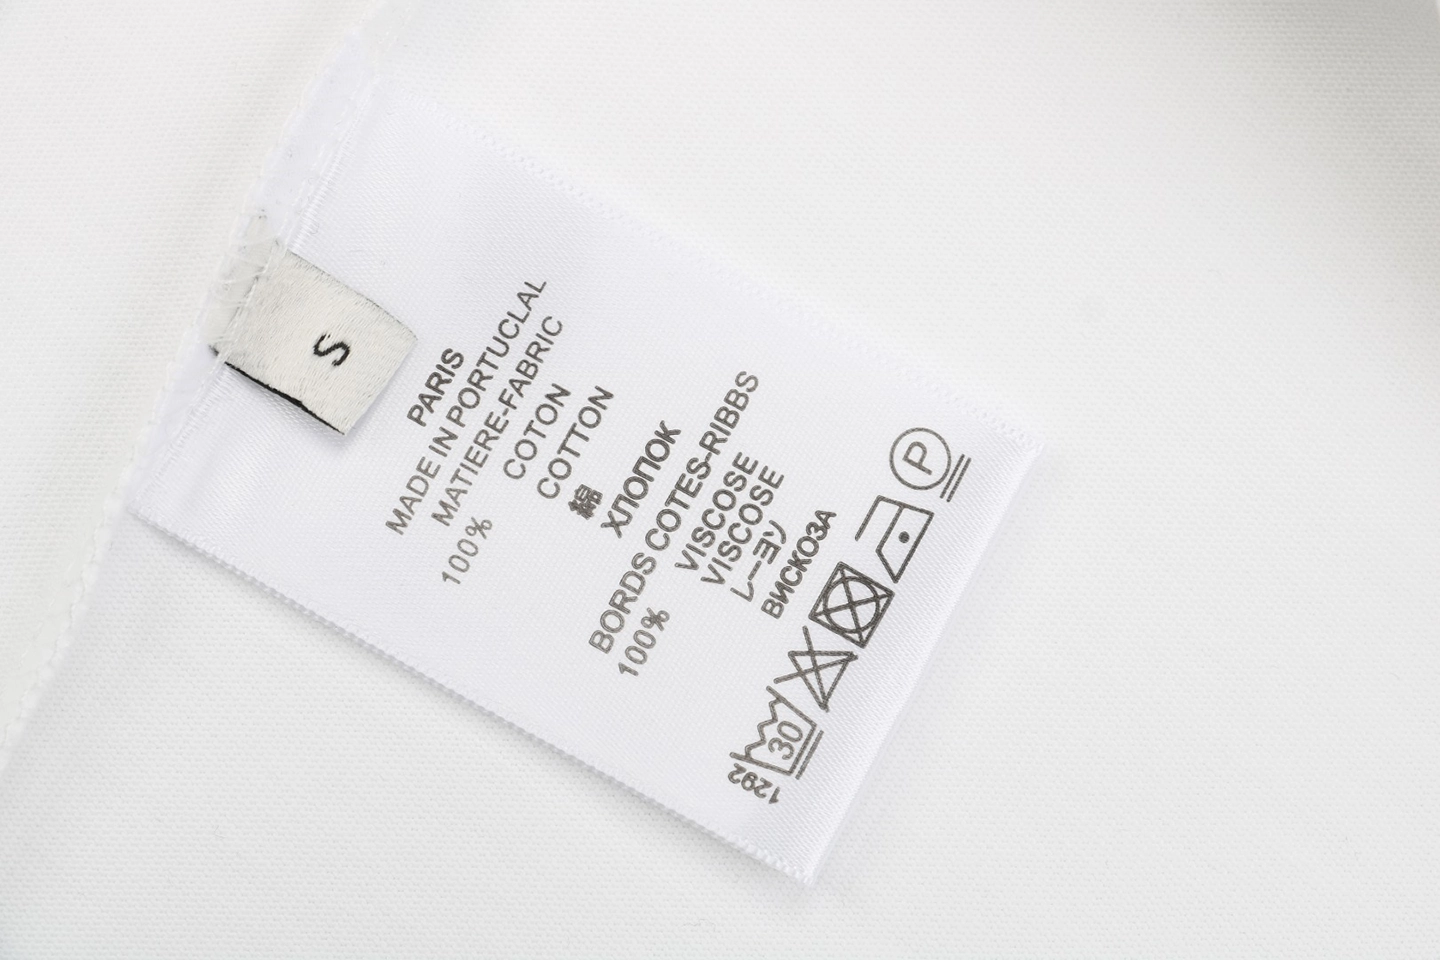 S
PARIS
MADE IN PORTUCLAL
MATIERE-FABRIC
100% COTON
COTTON
綿
ХЛОПОК
BORDS COTES-RIBBS
100% VISCOSE
VISCOSE
レーヨン
ВИСКОЗА
30
P
1292